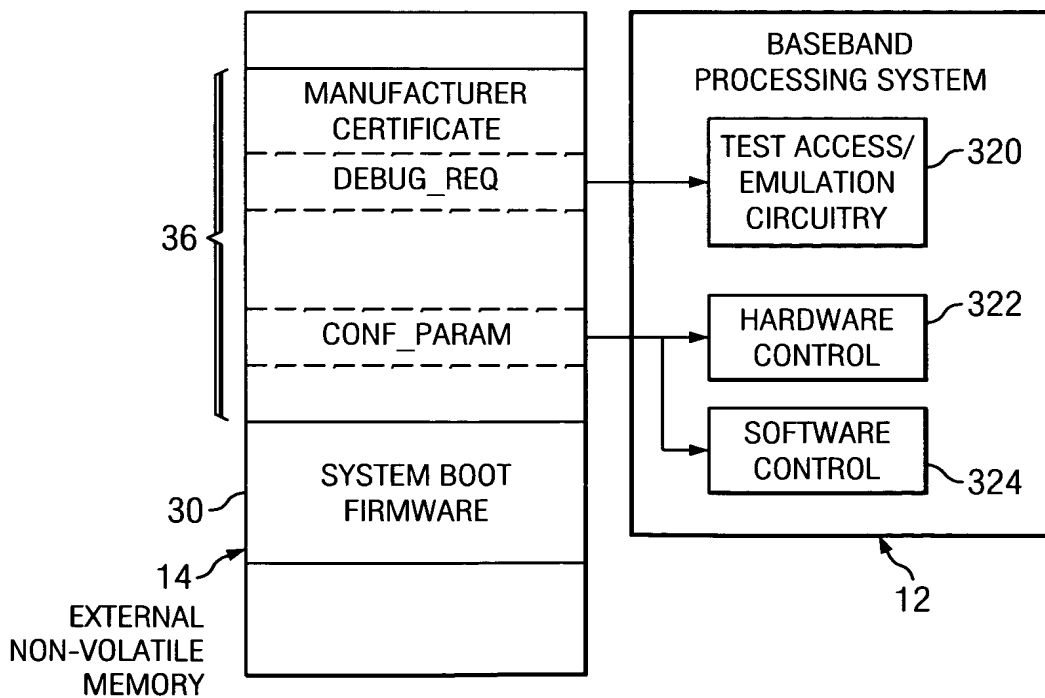 BASEBAND
PROCESSING SYSTEM
MANUFACTURER
CERTIFICATE
DEBUG_REQ
TEST ACCESS/
EMULATION
CIRCUITRY
320
36
CONF_PARAM
HARDWARE
CONTROL
322
SOFTWARE
CONTROL
324
SYSTEM BOOT
FIRMWARE
30
14
12
EXTERNAL
NON-VOLATILE
MEMORY